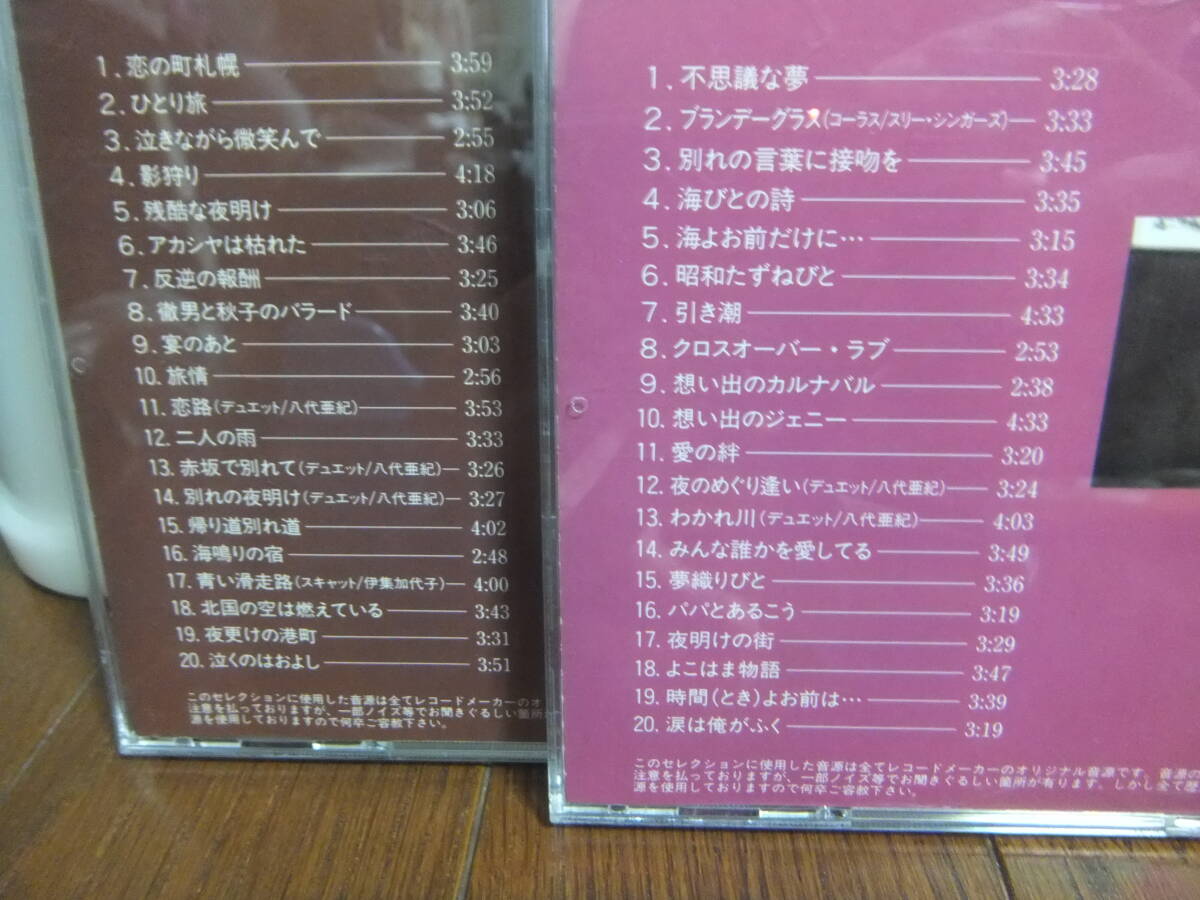 1. 恋の町札幌 3:59
2. ひとり旅 3:52
3. 泣きながら微笑んで 2:55
4. 影狩り 4:18
5. 残酷な夜明け 3:06
6. アカシヤは枯れた 3:46
7. 反逆の報酬 3:25
8. 徹男と秋子のバラード 3:40
9. 宴のあと 3:03
10. 旅情 2:56
11. 恋路(デュエット/八代亜紀) 3:53
12. 二人の雨 3:33
13. 赤坂で別れて(デュエット/八代亜紀) 3:26
14. 別れの夜明け(デュエット/八代亜紀) 3:27
15. 帰り道別れ道 4:02
16. 海鳴りの宿 2:48
17. 青い滑走路(スキャット/伊集加代子) 4:00
18. 北国の空は燃えている 3:43
19. 夜更けの港町 3:31
20. 泣くのはおよし 3:51
このセレクションに使用した音源は全てレコードメーカーのオ
注意を払っておりますが、一部ノイズ等でお聞きぐるしい箇所が
源を使用しておりますので何卒ご容赦下さい。
1. 不思議な夢 3:28
2. ブランデーグラス(コーラス/スリー・シンガーズ) 3:33
3. 別れの言葉に接吻を 3:45
4. 海びとの詩 3:35
5. 海よお前だけに… 3:15
6. 昭和たずねびと 3:34
7. 引き潮 4:33
8. クロスオーバー・ラブ 2:53
9. 想い出のカルナバル 2:38
10. 想い出のジェニー 4:33
11. 愛の絆 3:20
12. 夜のめぐり逢い(デュエット/八代亜紀) 3:24
13. わかれ川(デュエット/八代亜紀) 4:03
14. みんな誰かを愛してる 3:49
15. 夢織りびと 3:36
16. パパとあるこう 3:19
17. 夜明けの街 3:29
18. よこはま物語 3:47
19. 時間(とき)よお前は… 3:39
20. 涙は俺がふく 3:19
このセレクションに使用した音源は全てレコードメーカーのオリジナル音源です。音源の
注意を払っておりますが、一部ノイズ等でお聞きぐるしい箇所が有ります。しかし全て歴
源を使用しておりますので何卒ご容赦下さい。